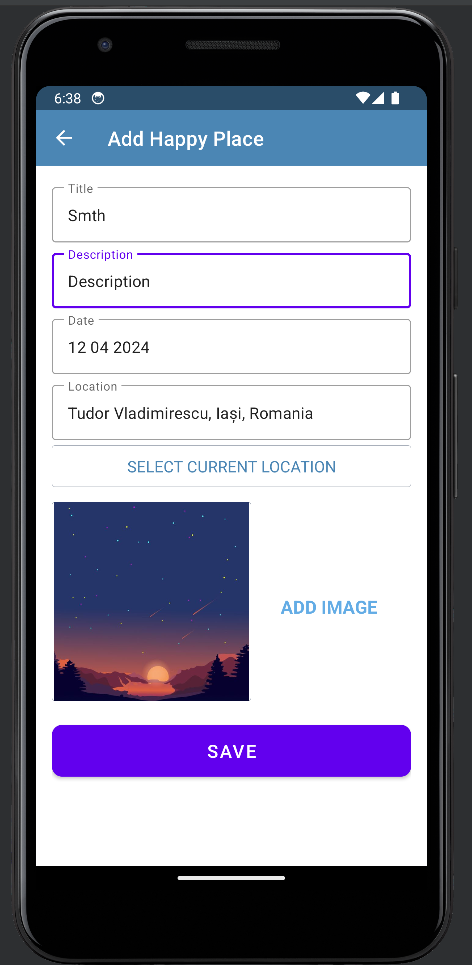 6:38
Add Happy Place
Title
Smth
Description
Description
Date
12 04 2024
Location
Tudor Vladimirescu, Iași, Romania
SELECT CURRENT LOCATION
ADD IMAGE
SAVE